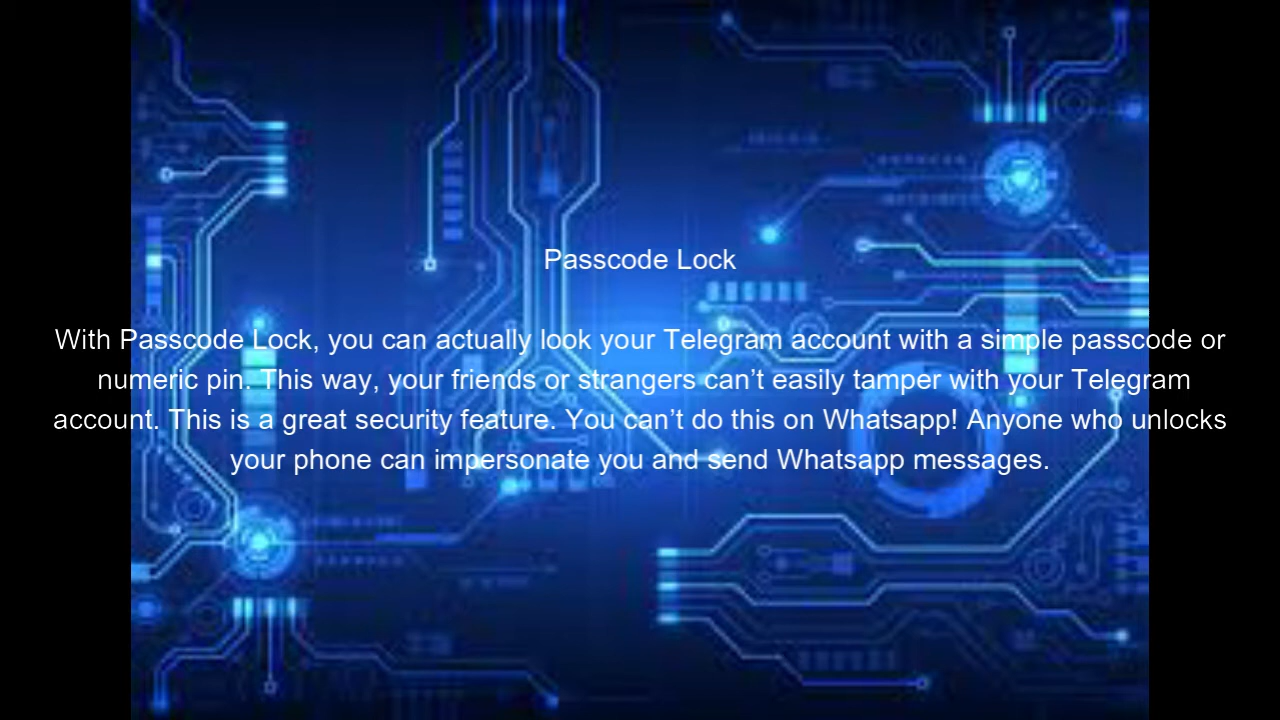 Passcode Lock
With Passcode Lock, you can actually look your Telegram account with a simple passcode or
numeric pin. This way, your friends or strangers can’t easily tamper with your Telegram
account. This is a great security feature. You can’t do this on Whatsapp! Anyone who unlocks
your phone can impersonate you and send Whatsapp messages.